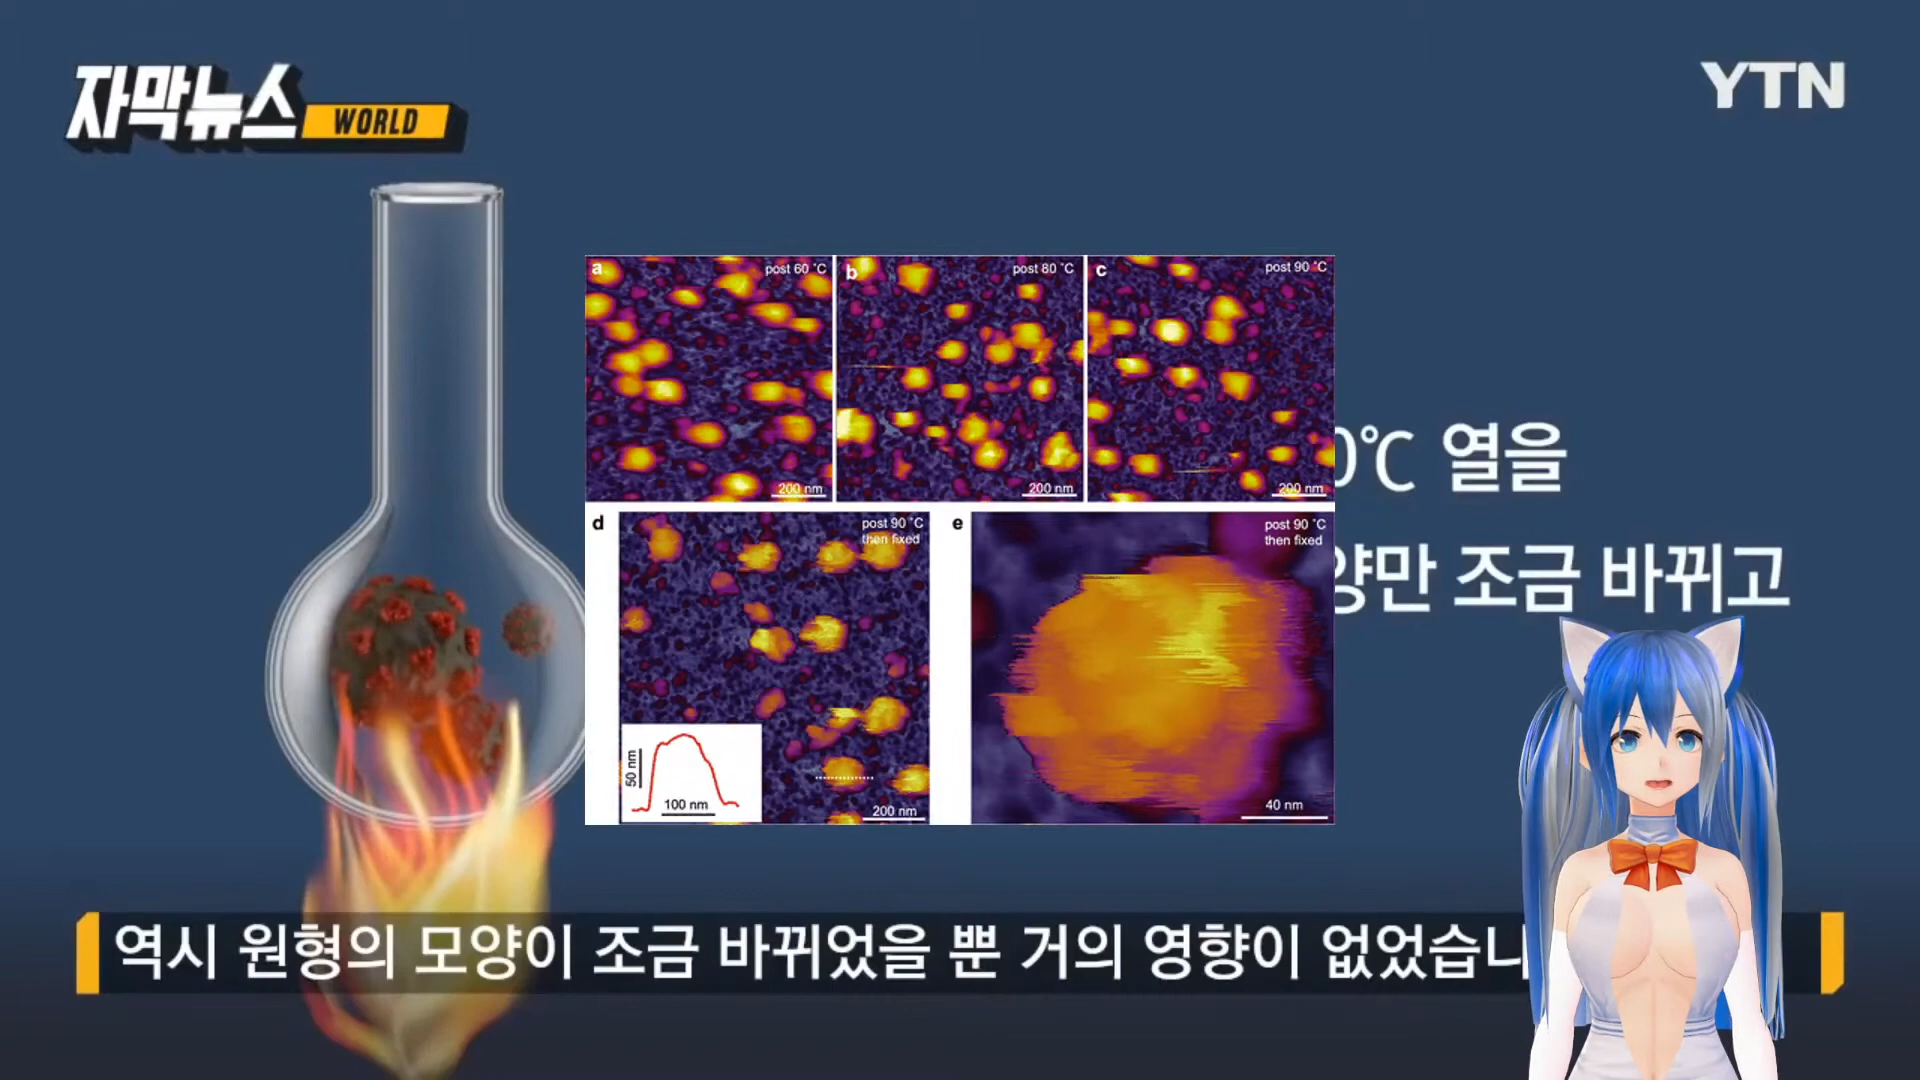 자막뉴스
WORLD
YTN
a
post 60 ˚C
200 nm
b
post 80 ˚C
200 nm
c
post 90 ˚C
200 nm
0℃ 열을
양만 조금 바뀌고
d
post 90 ˚C
then fixed
50 nm
100 nm
200 nm
e
post 90 ˚C
then fixed
40 nm
역시 원형의 모양이 조금 바뀌었을 뿐 거의 영향이 없었습니